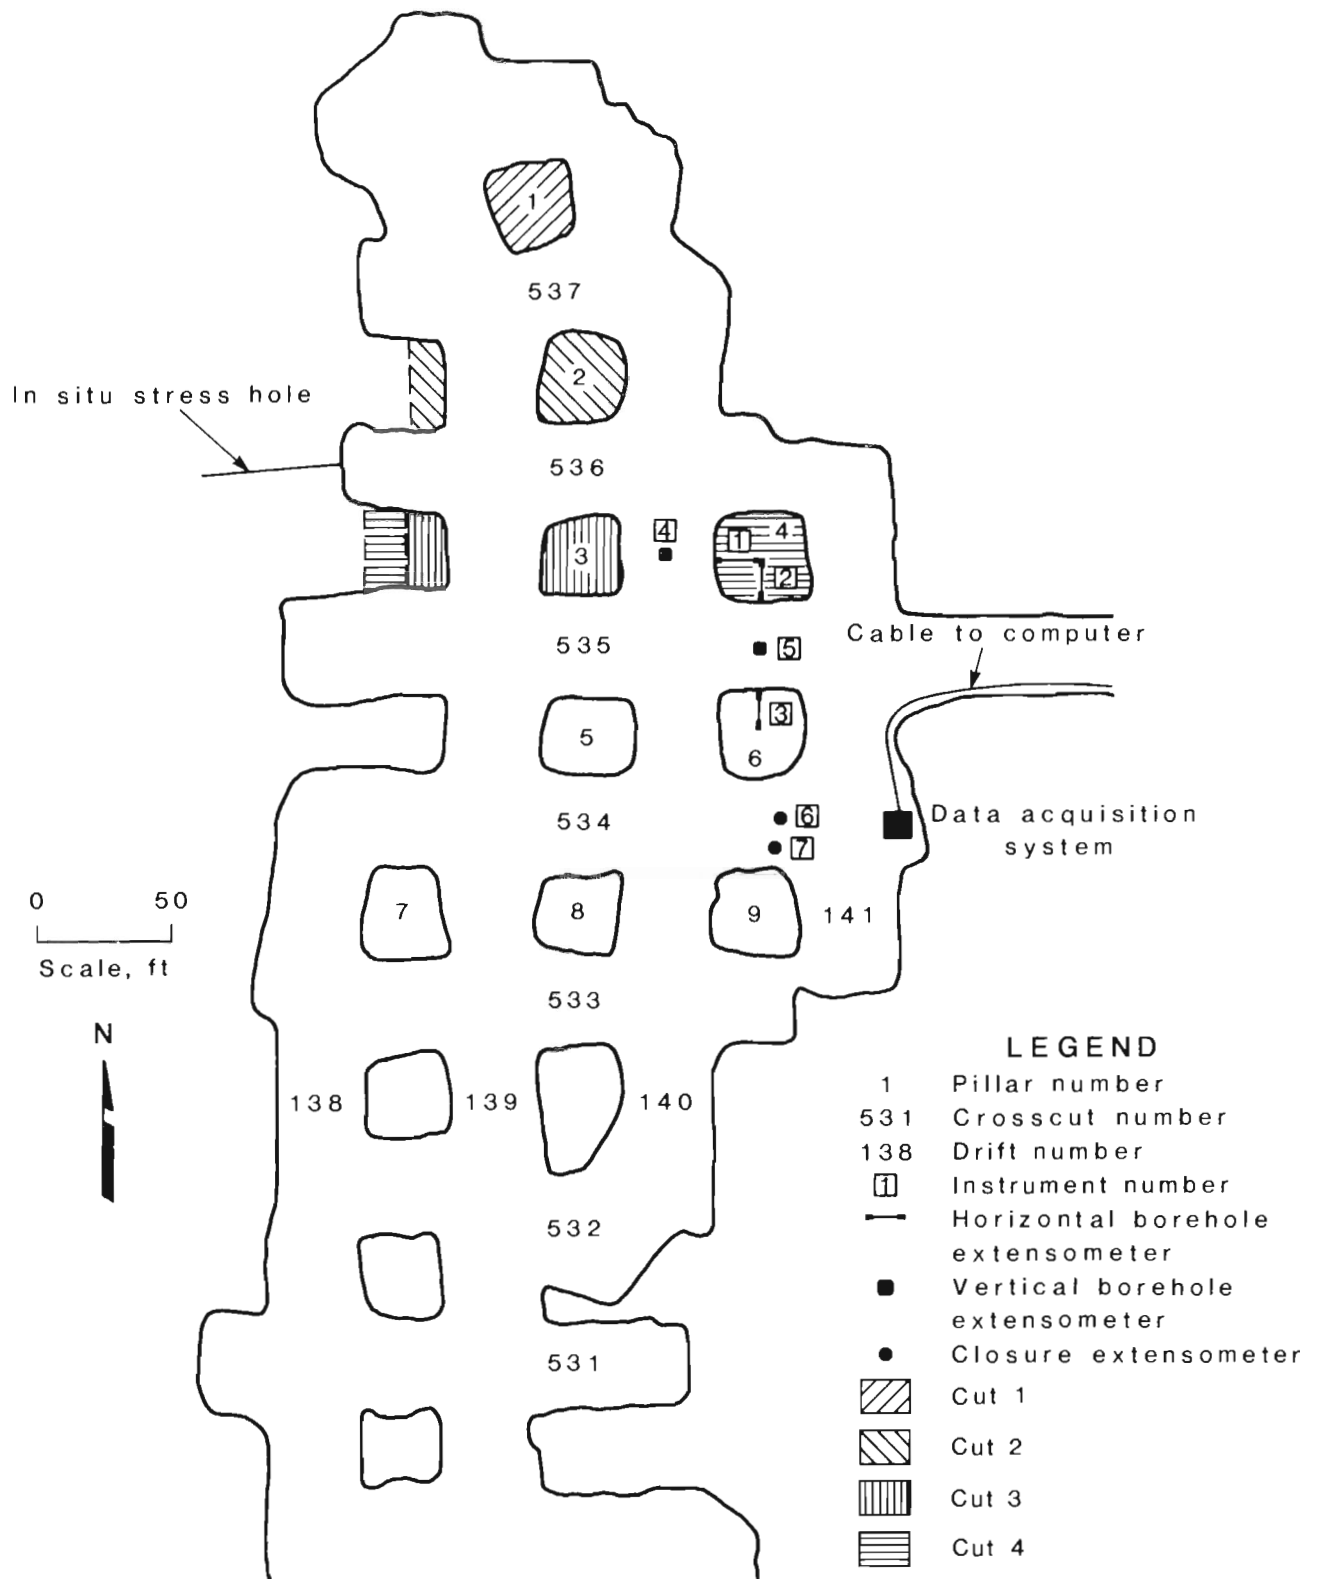 1
537
2
In situ stress hole
536
4
1
4
3
2
535
5
Cable to computer
3
5
6
534
6
7
Data acquisition
system
0 50
Scale, ft
7
8
9
141
533
N
138
139
140
532
531
LEGEND
1 Pillar number
531 Crosscut number
138 Drift number
1 Instrument number
Horizontal borehole
extensometer
Vertical borehole
extensometer
Closure extensometer
Cut 1
Cut 2
Cut 3
Cut 4